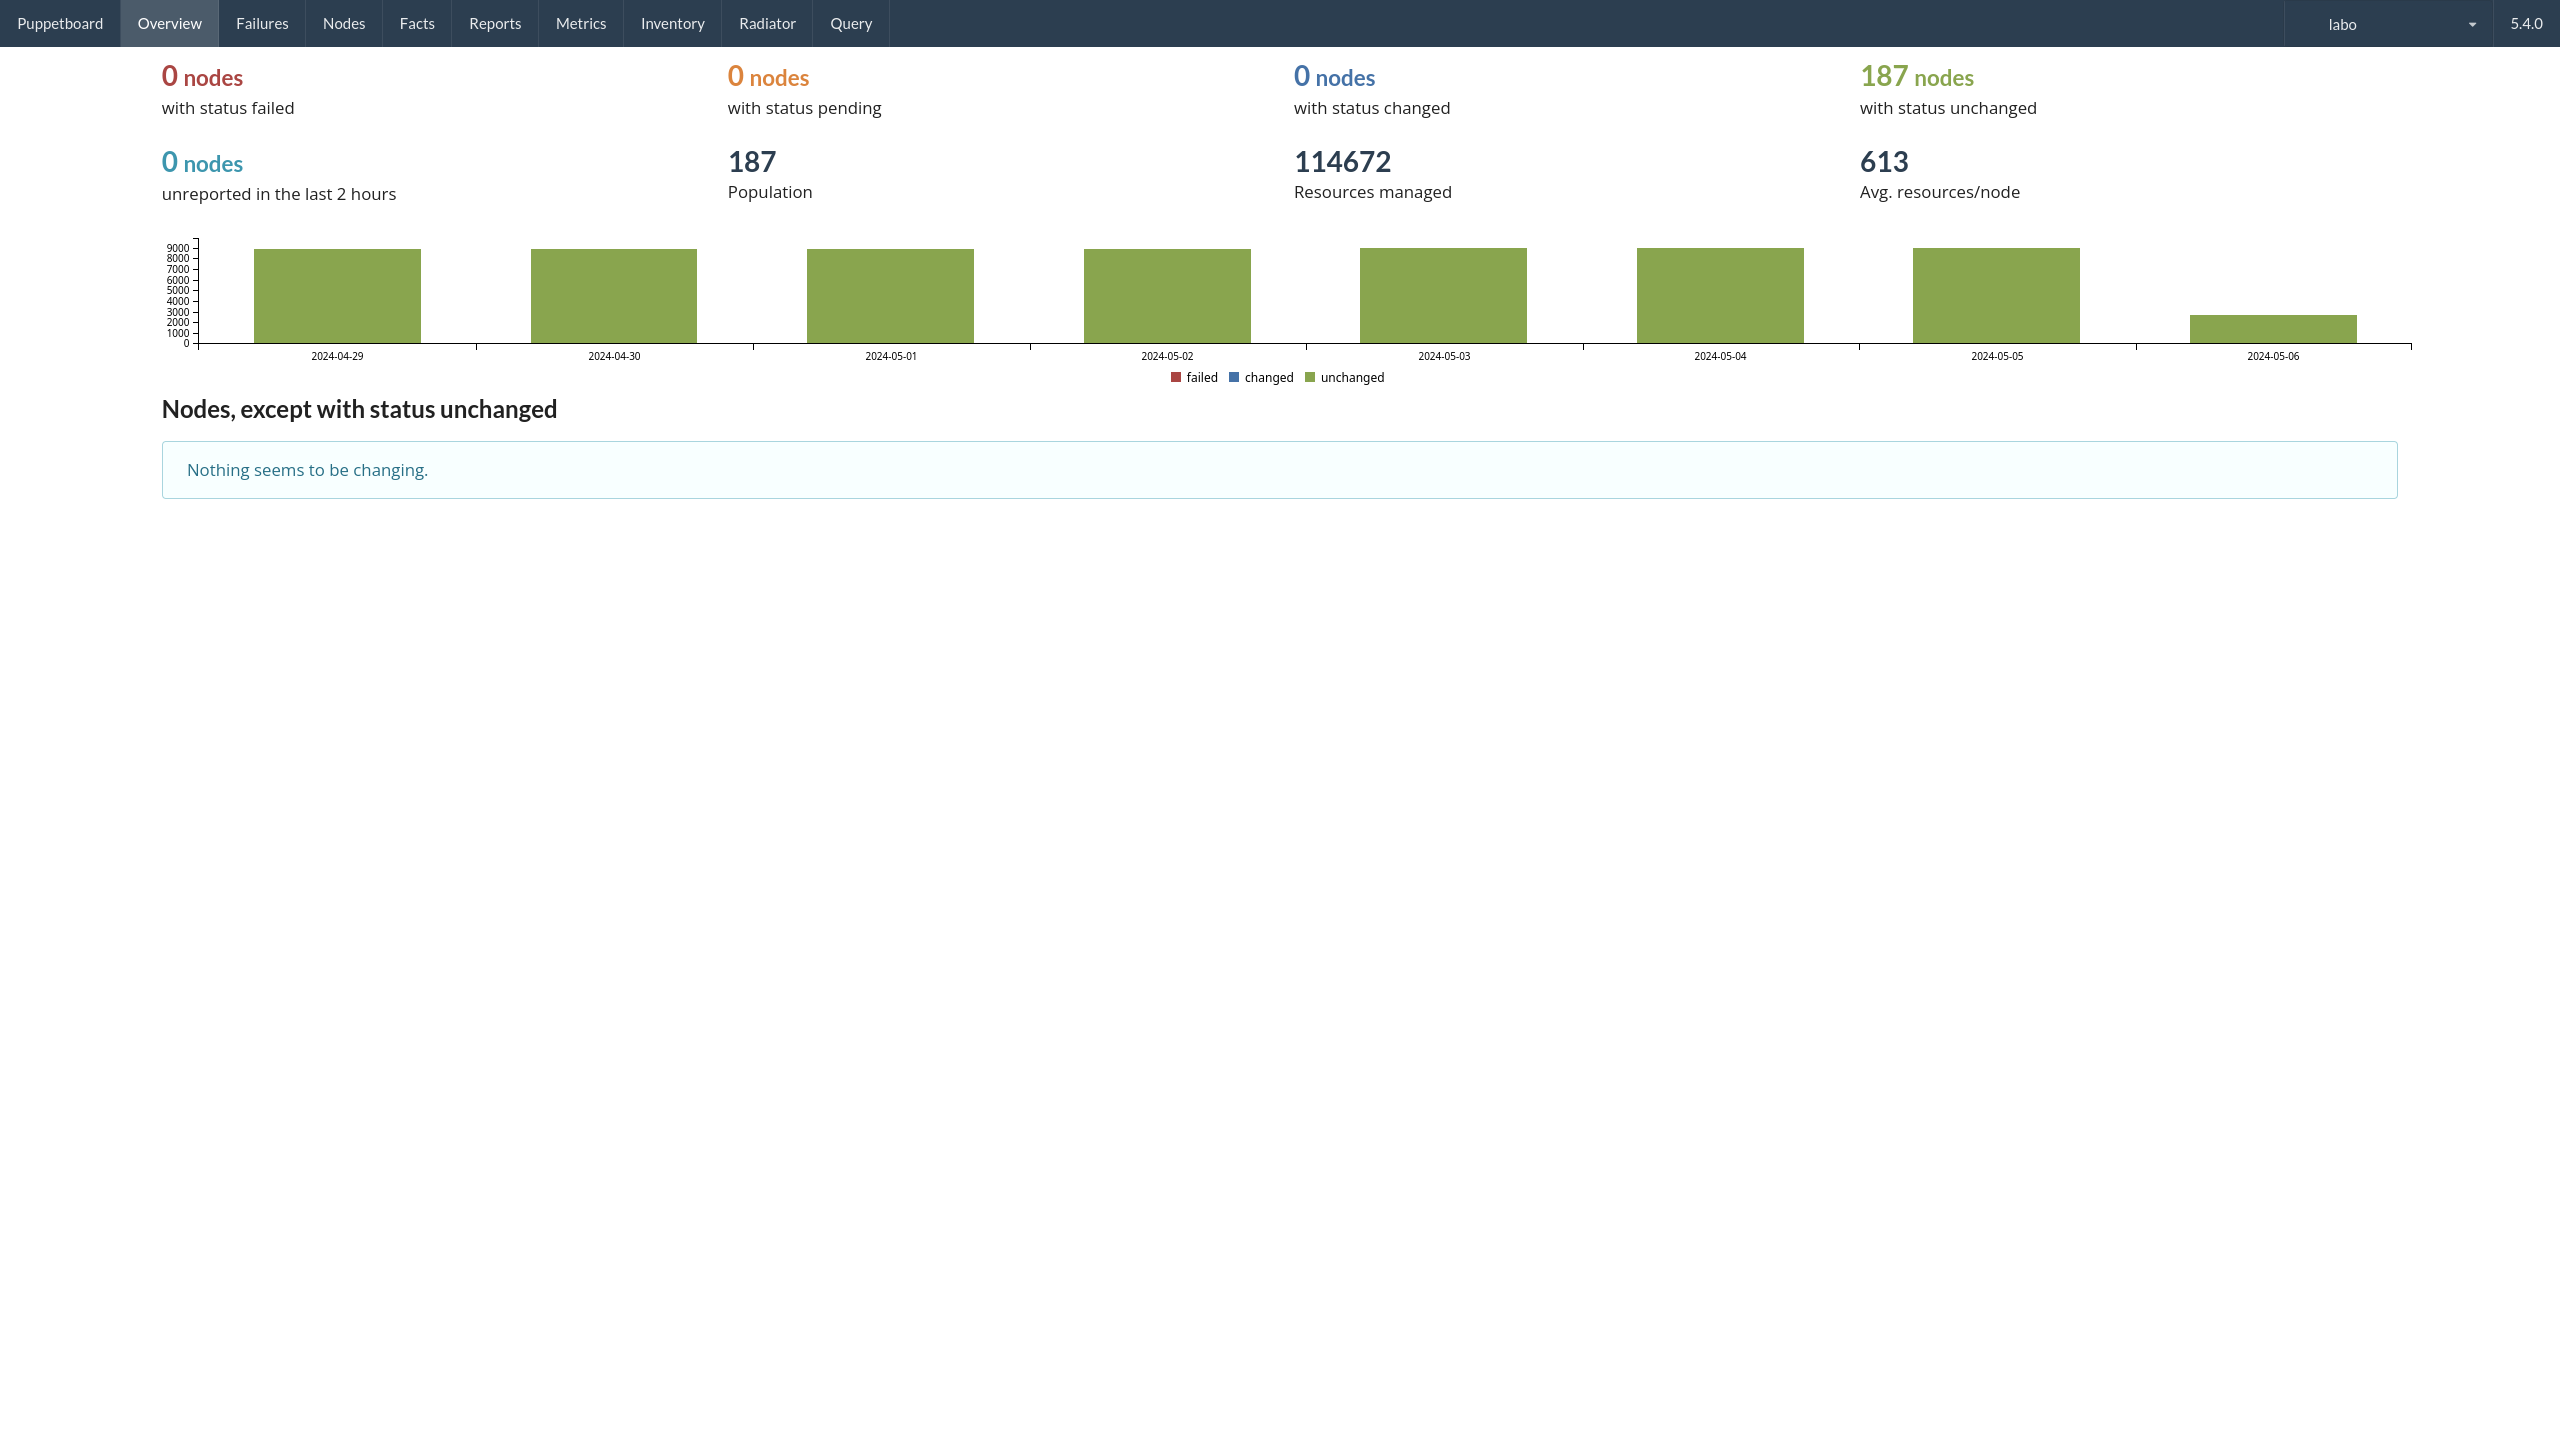 Puppetboard Overview Failures Nodes Facts Reports Metrics Inventory Radiator Query labo 5.4.0
0 nodes
with status failed
0 nodes
with status pending
0 nodes
with status changed
187 nodes
with status unchanged
0 nodes
unreported in the last 2 hours
187
Population
114672
Resources managed
613
Avg. resources/node
9000
8000
7000
6000
5000
4000
3000
2000
1000
0
2024-04-29 2024-04-30 2024-05-01 2024-05-02 2024-05-03 2024-05-04 2024-05-05 2024-05-06
failed changed unchanged
Nodes, except with status unchanged
Nothing seems to be changing.